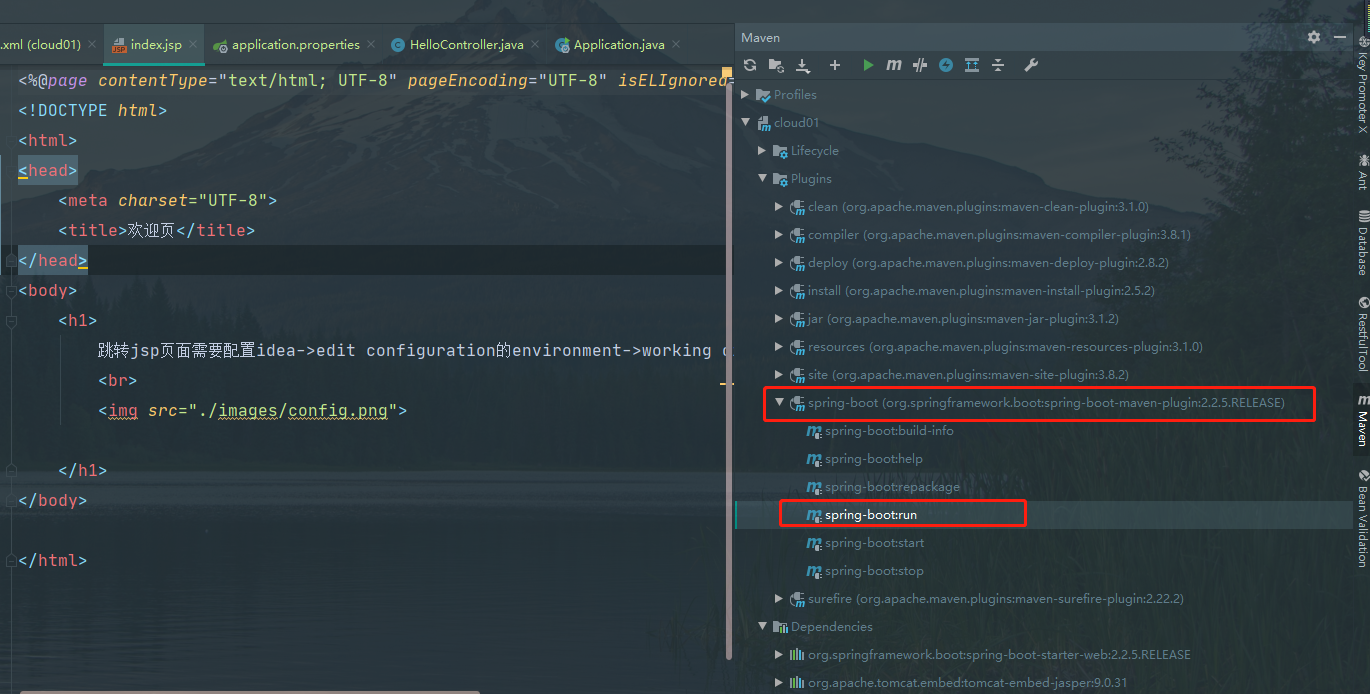 .xml (cloud01)
index.jsp
application.properties
HelloController.java
Application.java
<%@page contentType="text/html; UTF-8" pageEncoding="UTF-8" isELIgnored=
<!DOCTYPE html>
<html>
<head>
<meta charset="UTF-8">
<title>欢迎页</title>
</head>
<body>
<h1>
跳转jsp页面需要配置idea->edit configuration的environment->working
<br>
<img src="./images/config.png">
</h1>
</body>
</html>
Maven
Profiles
cloud01
Lifecycle
Plugins
clean (org.apache.maven.plugins:maven-clean-plugin:3.1.0)
compiler (org.apache.maven.plugins:maven-compiler-plugin:3.8.1)
deploy (org.apache.maven.plugins:maven-deploy-plugin:2.8.2)
install (org.apache.maven.plugins:maven-install-plugin:2.5.2)
jar (org.apache.maven.plugins:maven-jar-plugin:3.1.2)
resources (org.apache.maven.plugins:maven-resources-plugin:3.1.0)
site (org.apache.maven.plugins:maven-site-plugin:3.8.2)
spring-boot (org.springframework.boot:spring-boot-maven-plugin:2.2.5.RELEASE)
spring-boot:build-info
spring-boot:help
spring-boot:repackage
spring-boot:run
spring-boot:start
spring-boot:stop
surefire (org.apache.maven.plugins:maven-surefire-plugin:2.22.2)
Dependencies
org.springframework.boot:spring-boot-starter-web:2.2.5.RELEASE
org.apache.tomcat.embed:tomcat-embed-jasper:9.0.31
Key Promoter X
Ant
Database
RestfulTool
Maven
Bean Validation